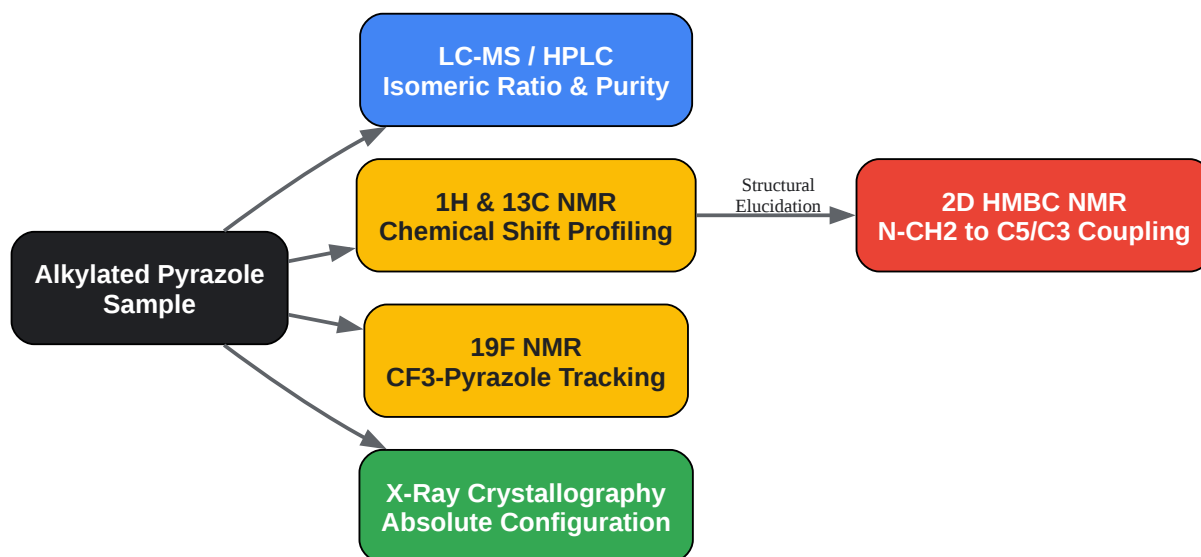 LC-MS / HPLC
Isomeric Ratio & Purity
1H & 13C NMR
Chemical Shift Profiling
Structural
Elucidation
2D HMBC NMR
N-CH2 to C5/C3 Coupling
Alkylated Pyrazole
Sample
19F NMR
CF3-Pyrazole Tracking
X-Ray Crystallography
Absolute Configuration